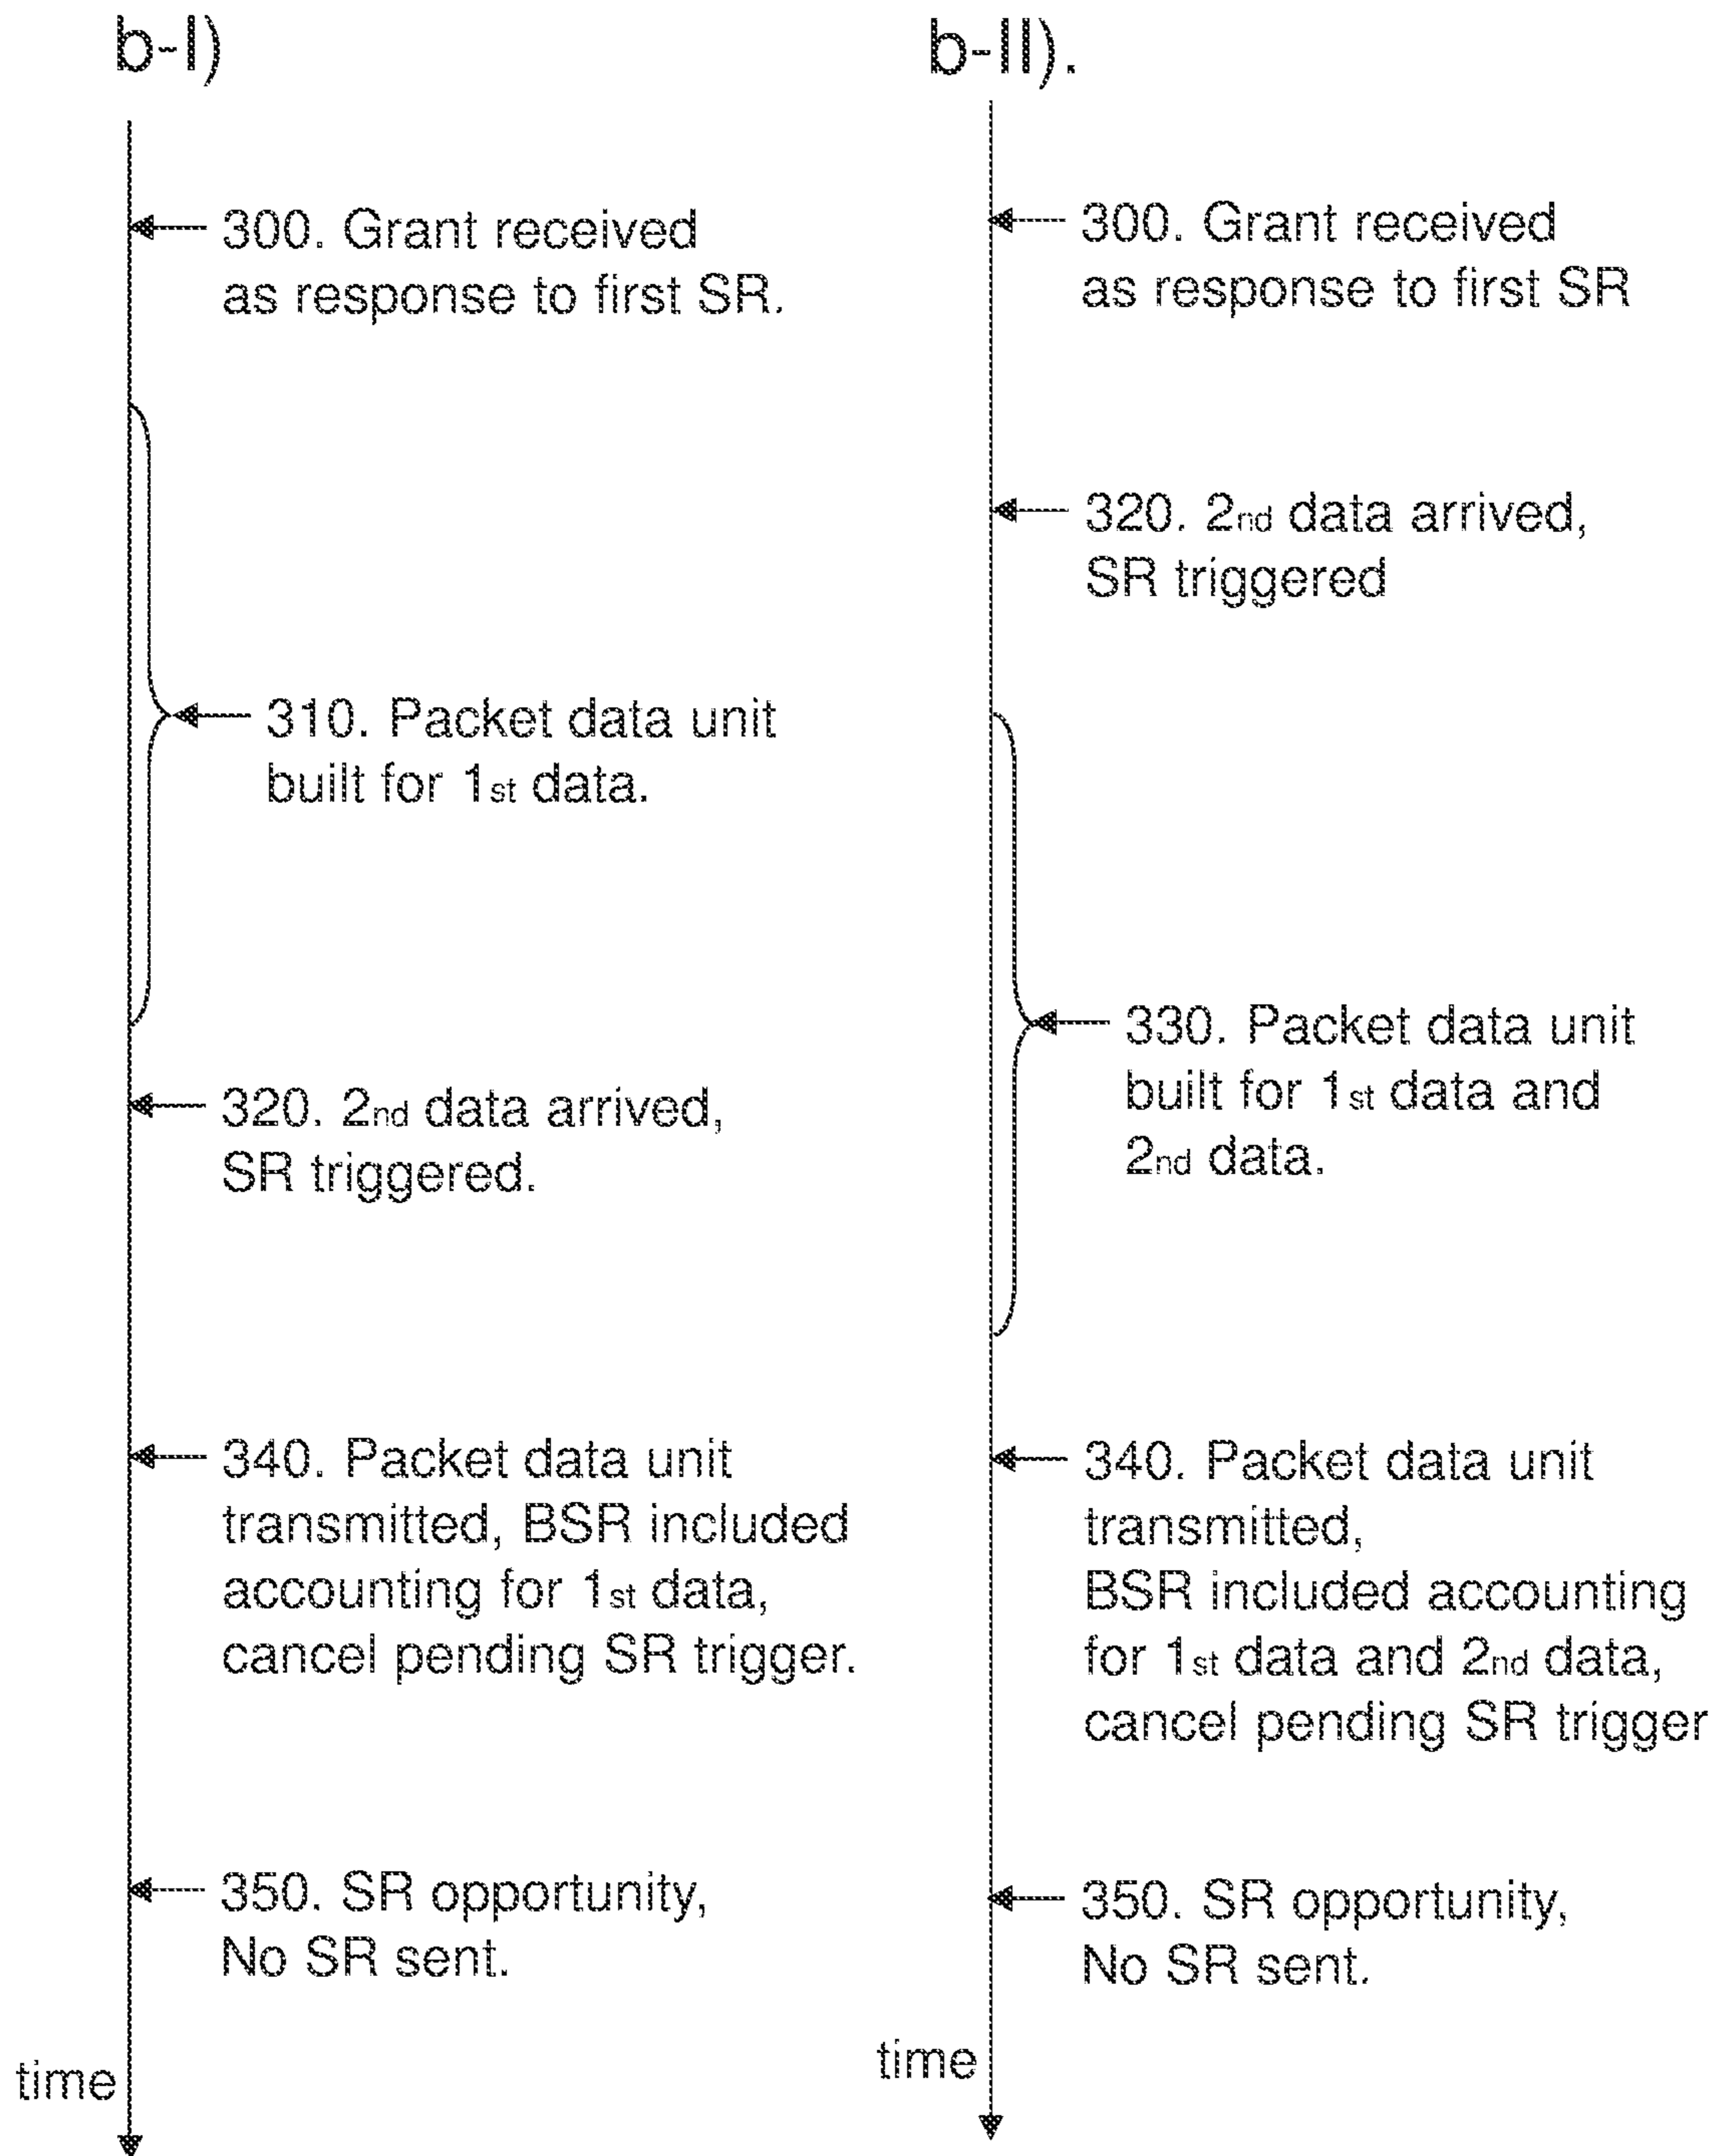 b-I)
300. Grant received
as response to first SR.
310. Packet data unit
built for 1st data.
320. 2nd data arrived,
SR triggered.
340. Packet data unit
transmitted, BSR included
accounting for 1st data,
cancel pending SR trigger.
350. SR opportunity,
No SR sent.
time
b-II).
300. Grant received
as response to first SR
320. 2nd data arrived,
SR triggered
330. Packet data unit
built for 1st data and
2nd data.
340. Packet data unit
transmitted,
BSR included accounting
for 1st data and 2nd data,
cancel pending SR trigger
350. SR opportunity,
No SR sent.
time